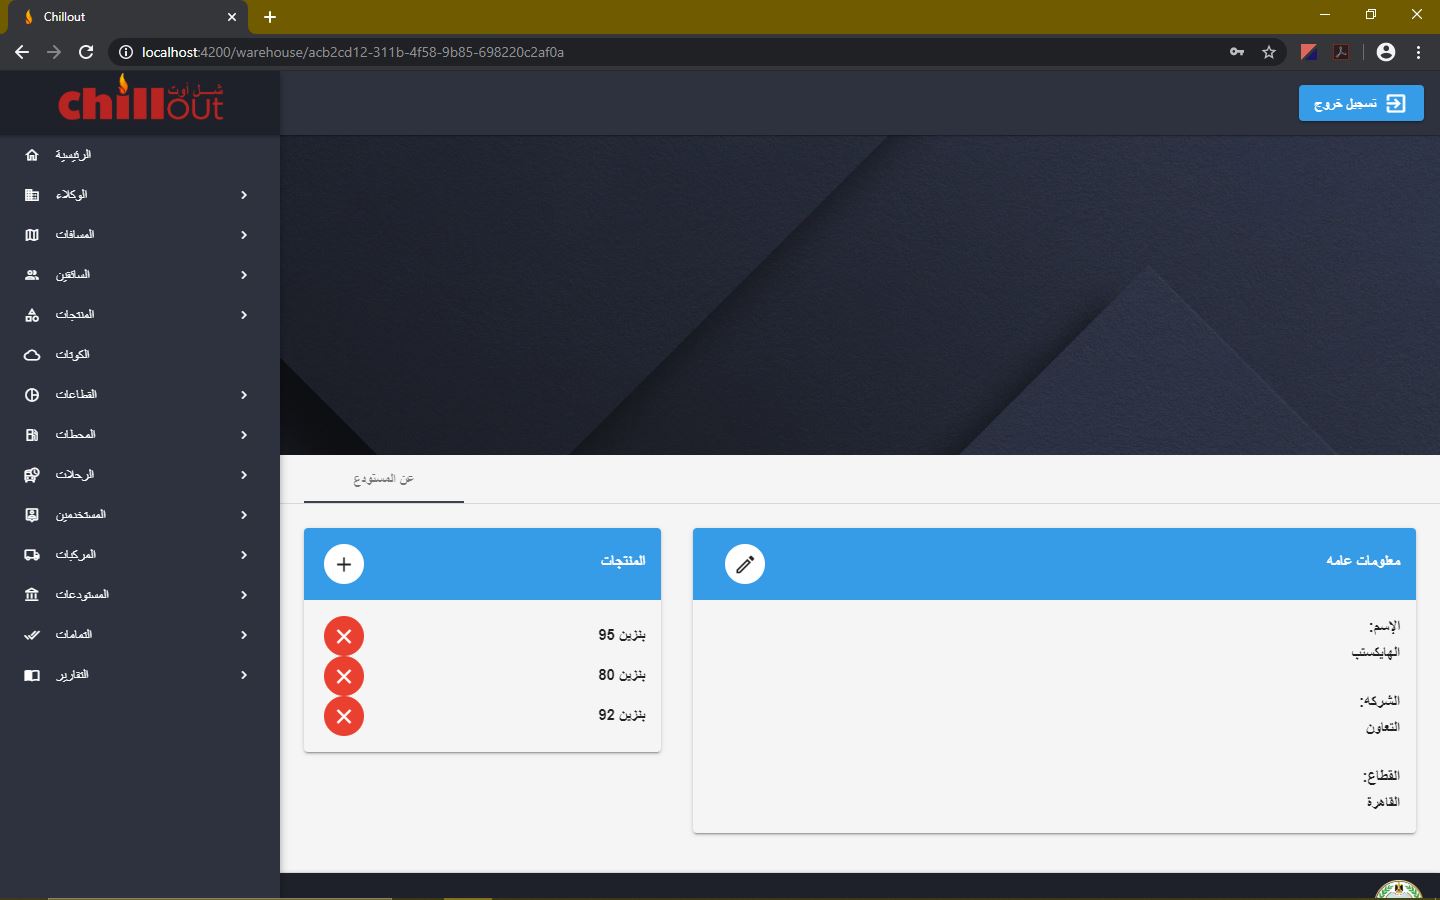 Chillout
localhost:4200/warehouse/acb2cd12-311b-4f58-9b85-698220c2af0a
شـل أوت
chillout
تسجيل خروج
الرئيسية
الوكلاء
المسافات
السائقين
المنتجات
الكوتات
القطاعات
المحطات
الرحلات
المستخدمين
المركبات
المستودعات
التمامات
التقارير
عن المستودع
معلومات عامه
الإسم:
الهايكستب
الشركه:
التعاون
القطاع:
القاهرة
المنتجات
بنزين 95
بنزين 80
بنزين 92